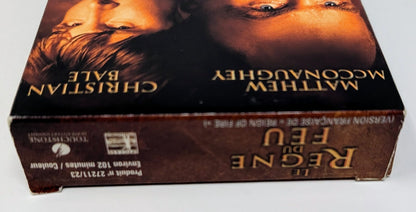 CHRISTIAN
BALE
MATTHEW
McCONAUGHEY
LE
RÈGNE
DU
FEU
(VERSION FRANÇAISE DE « REIGN OF FIRE »)
TOUCHSTONE
Produit nº 27211/23
Environ 102 minutes / Couleur